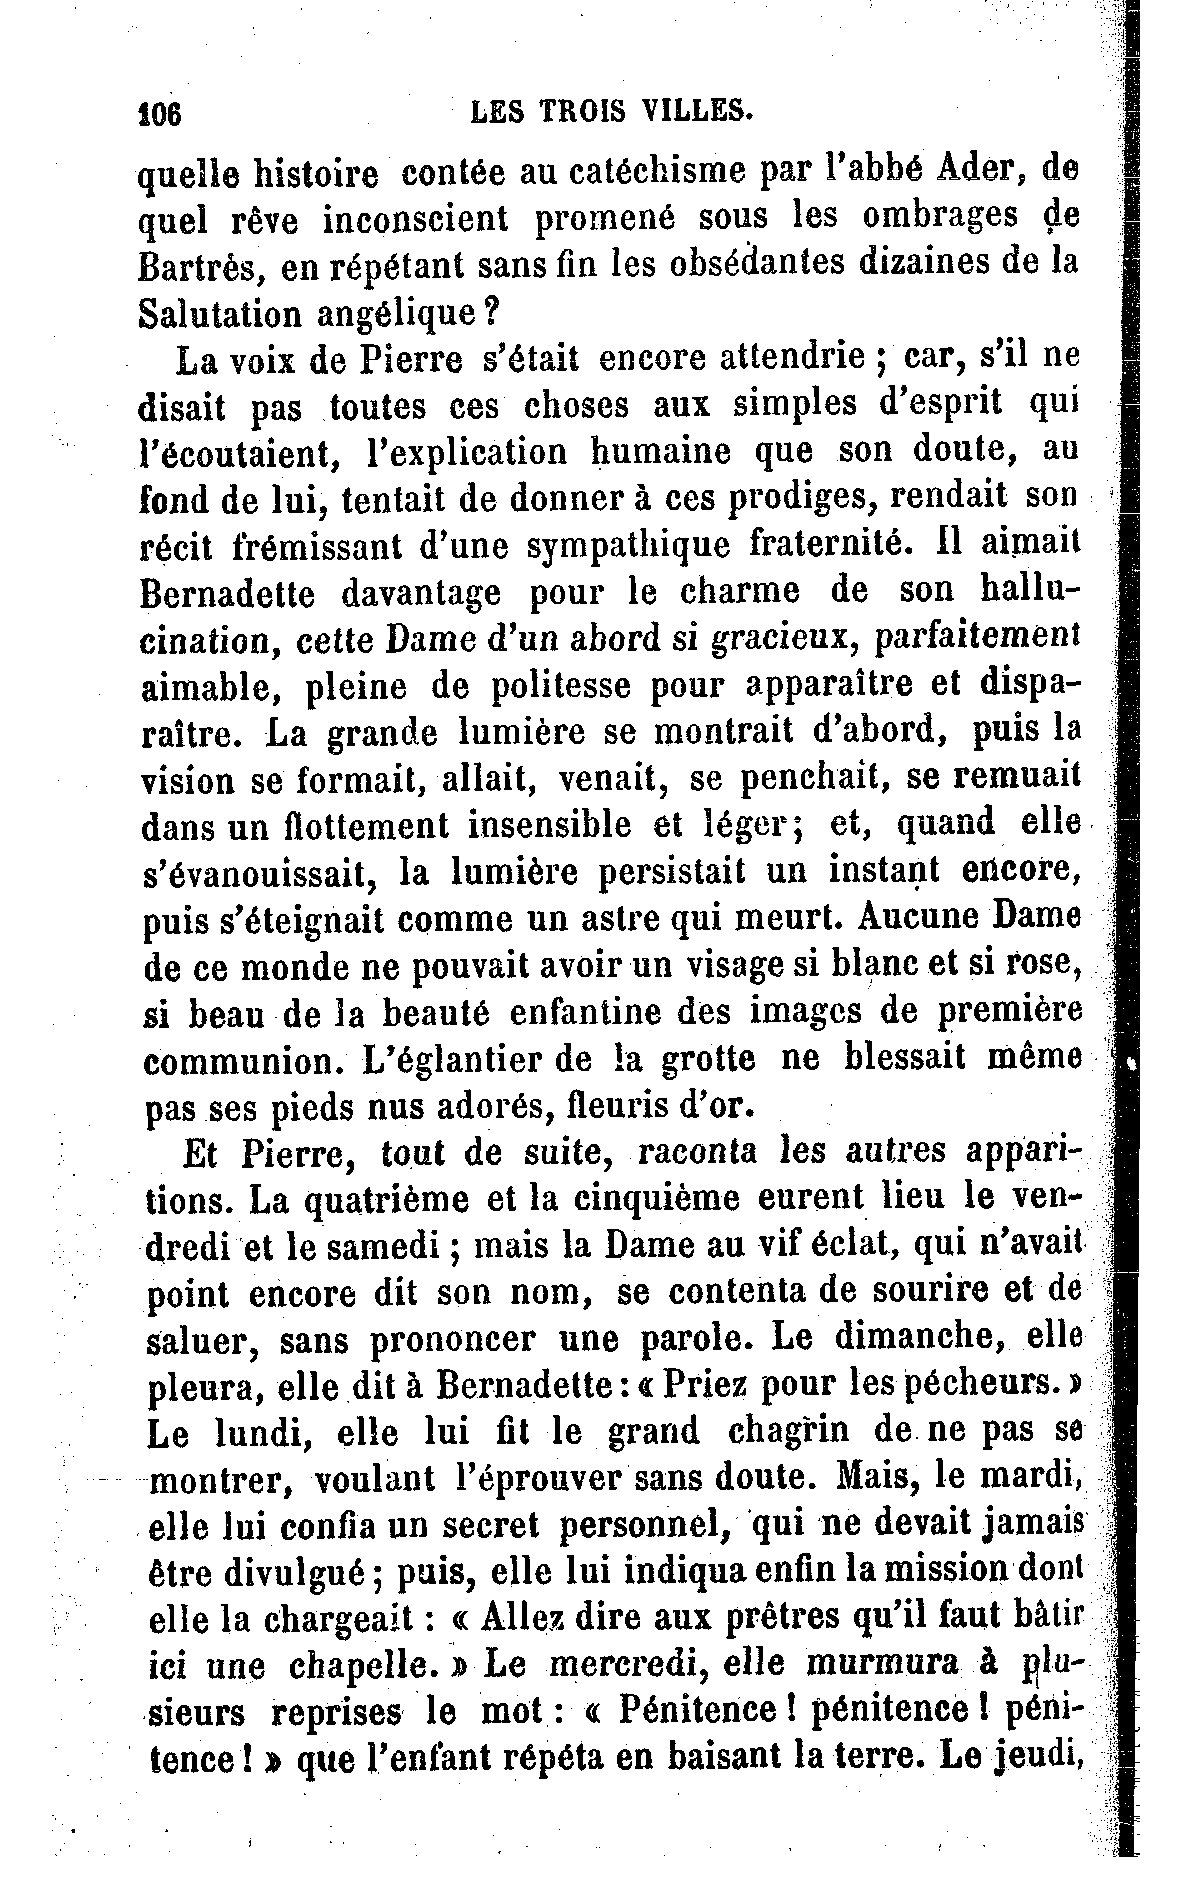 106 LES TROIS VILLES.
quelle histoire contée au catéchisme par l'abbé Ader, de
quel rêve inconscient promené sous les ombrages de
Bartrès, en répétant sans fin les obsédantes dizaines de la
Salutation angélique ?
La voix de Pierre s'était encore attendrie ; car, s'il ne
disait pas toutes ces choses aux simples d'esprit qui
l'écoutaient, l'explication humaine que son doute, au
fond de lui, tentait de donner à ces prodiges, rendait son
récit frémissant d'une sympathique fraternité. Il aimait
Bernadette davantage pour le charme de son hallu-
cination, cette Dame d'un abord si gracieux, parfaitement
aimable, pleine de politesse pour apparaître et dispa-
raître. La grande lumière se montrait d'abord, puis la
vision se formait, allait, venait, se penchait, se remuait
dans un flottement insensible et léger; et, quand elle
s'évanouissait, la lumière persistait un instant encore,
puis s'éteignait comme un astre qui meurt. Aucune Dame
de ce monde ne pouvait avoir un visage si blanc et si rose,
si beau de la beauté enfantine des images de première
communion. L'églantier de la grotte ne blessait même
pas ses pieds nus adorés, fleuris d'or.
Et Pierre, tout de suite, raconta les autres appari-
tions. La quatrième et la cinquième eurent lieu le ven-
dredi et le samedi ; mais la Dame au vif éclat, qui n'avait
point encore dit son nom, se contenta de sourire et de
saluer, sans prononcer une parole. Le dimanche, elle
pleura, elle dit à Bernadette : « Priez pour les pécheurs. »
Le lundi, elle lui fit le grand chagrin de ne pas se
montrer, voulant l'éprouver sans doute. Mais, le mardi,
elle lui confia un secret personnel, qui ne devait jamais
être divulgué ; puis, elle lui indiqua enfin la mission dont
elle la chargeait : « Allez dire aux prêtres qu'il faut bâtir
ici une chapelle. » Le mercredi, elle murmura à plu-
sieurs reprises le mot : « Pénitence ! pénitence ! péni-
tence ! » que l'enfant répéta en baisant la terre. Le jeudi,